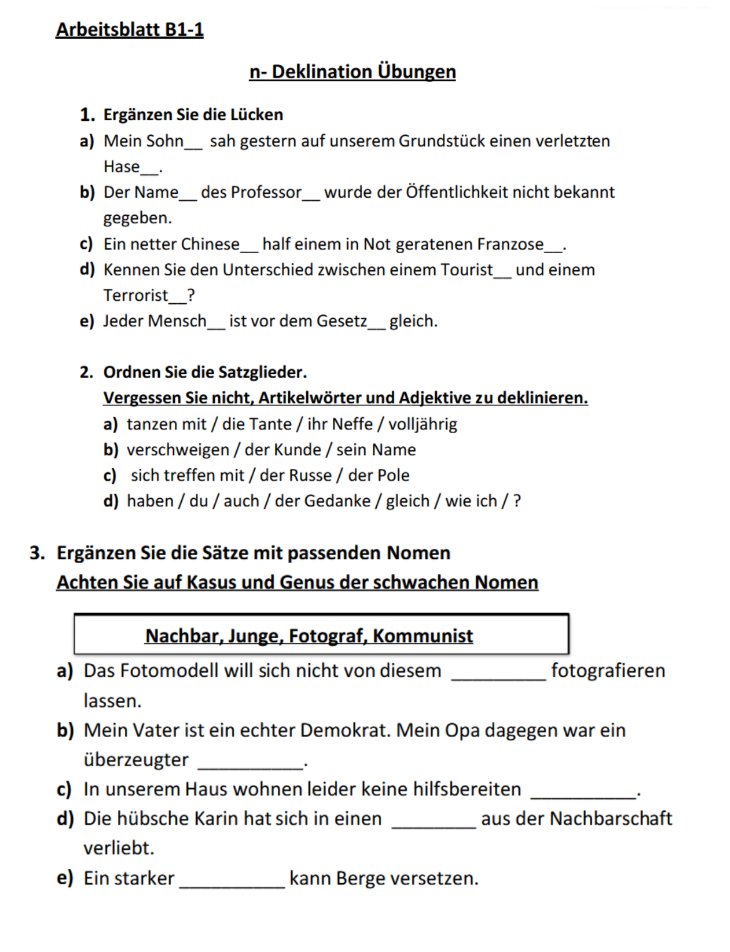 Arbeitsblatt B1-1
n- Deklination Übungen
1. Ergänzen Sie die Lücken
a) Mein Sohn__ sah gestern auf unserem Grundstück einen verletzten
Hase__.
b) Der Name__ des Professor__ wurde der Öffentlichkeit nicht bekannt
gegeben.
c) Ein netter Chinese__ half einem in Not geratenen Franzose__.
d) Kennen Sie den Unterschied zwischen einem Tourist__ und einem
Terrorist__?
e) Jeder Mensch__ ist vor dem Gesetz__ gleich.
2. Ordnen Sie die Satzglieder.
Vergessen Sie nicht, Artikelwörter und Adjektive zu deklinieren.
a) tanzen mit / die Tante / ihr Neffe / volljährig
b) verschweigen / der Kunde / sein Name
c) sich treffen mit / der Russe / der Pole
d) haben / du / auch / der Gedanke / gleich / wie ich / ?
3. Ergänzen Sie die Sätze mit passenden Nomen
Achten Sie auf Kasus und Genus der schwachen Nomen
Nachbar, Junge, Fotograf, Kommunist
a) Das Fotomodell will sich nicht von diesem _________ fotografieren
lassen.
b) Mein Vater ist ein echter Demokrat. Mein Opa dagegen war ein
überzeugter __________.
c) In unserem Haus wohnen leider keine hilfsbereiten __________.
d) Die hübsche Karin hat sich in einen ________ aus der Nachbarschaft
verliebt.
e) Ein starker __________ kann Berge versetzen.